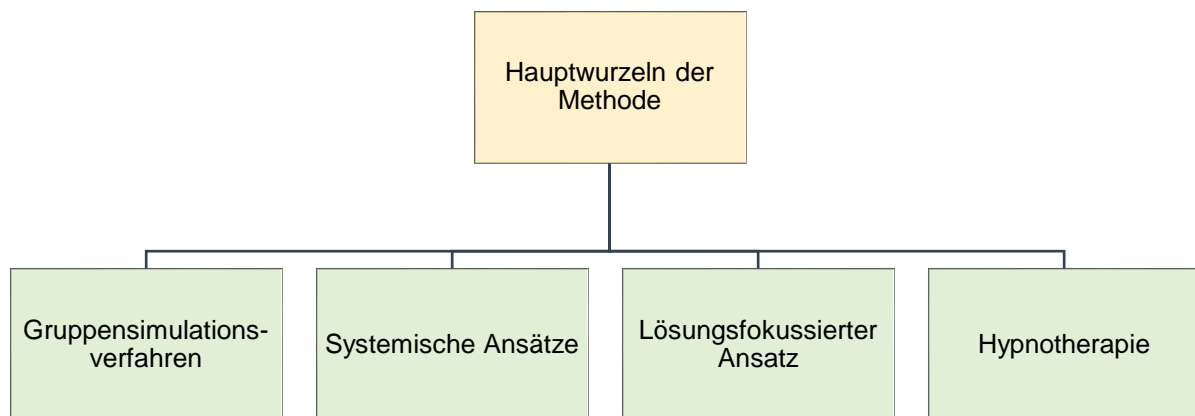 Hauptwurzeln der
Methode
Gruppensimulations-
verfahren
Systemische Ansätze
Lösungsfokussierter
Ansatz
Hypnotherapie